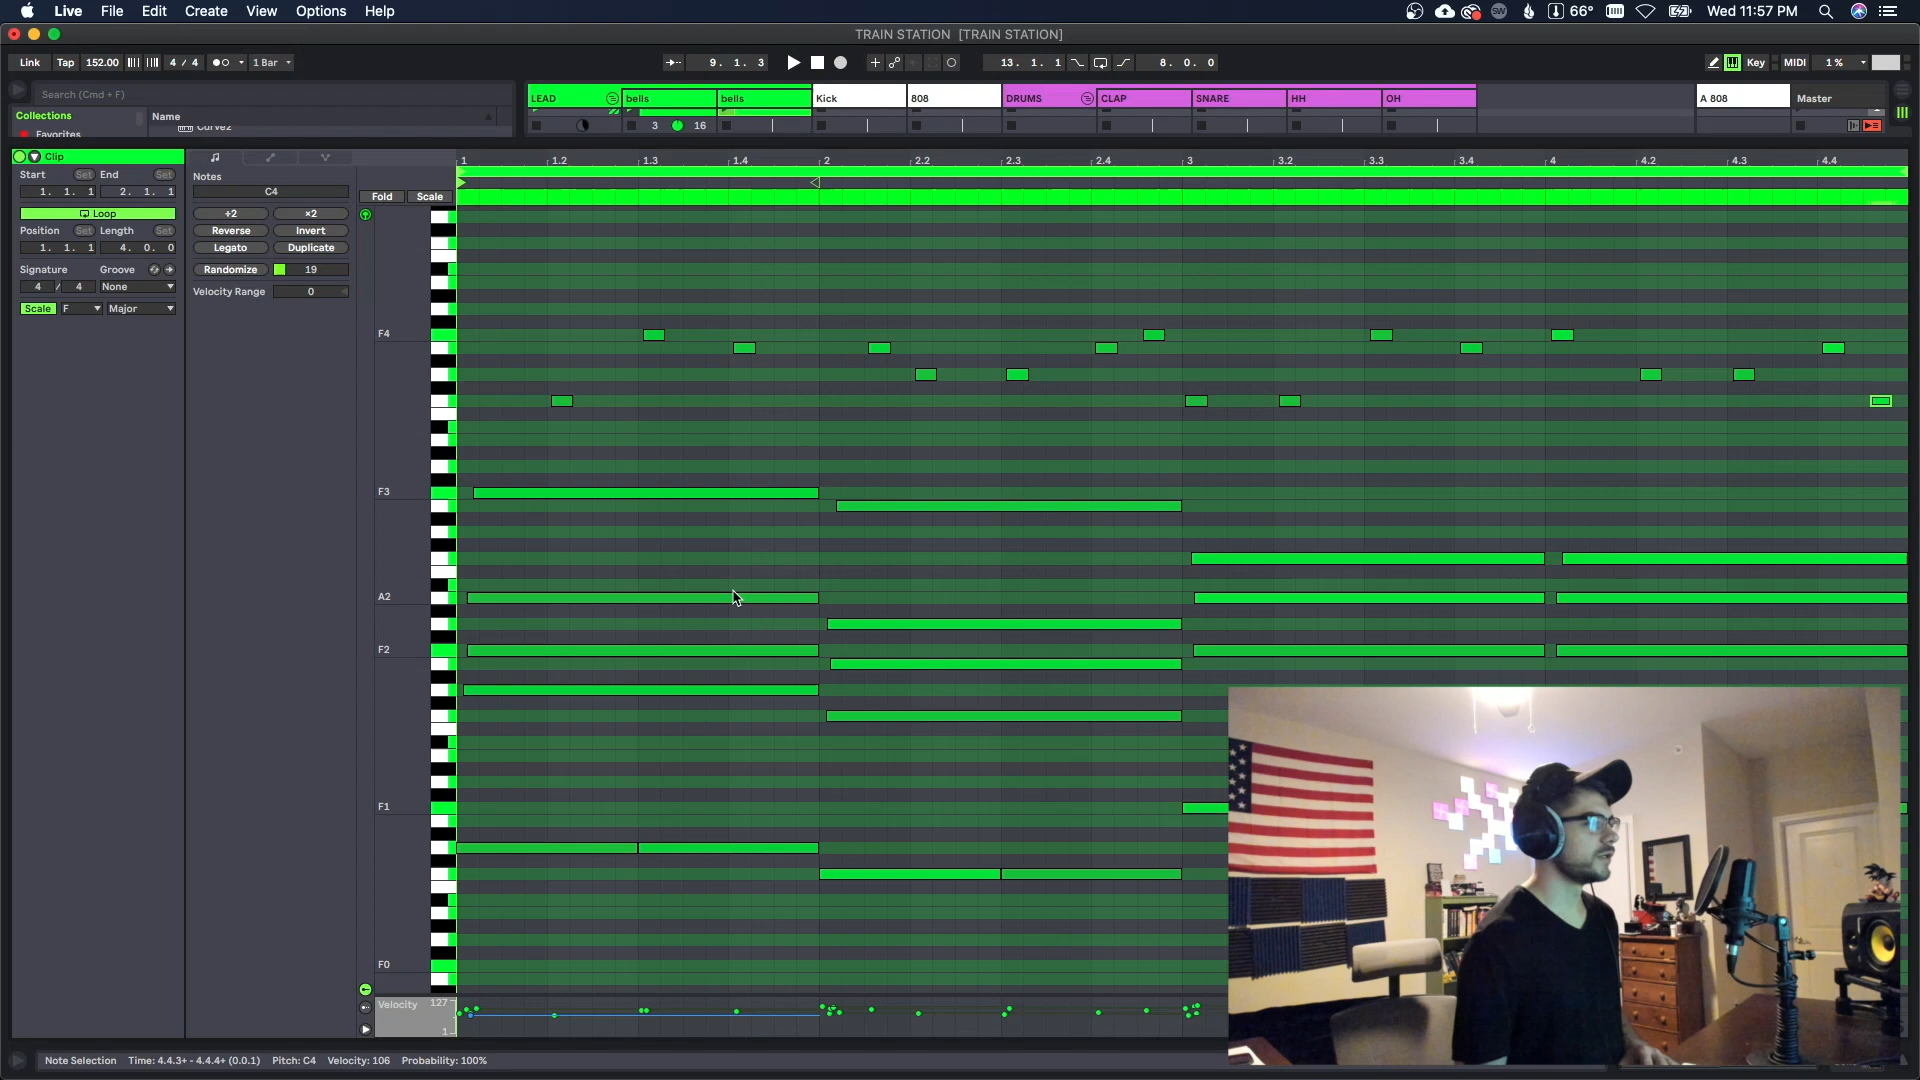 Live File Edit Create View Options Help
66° Wed 11:57 PM
TRAIN STATION [TRAIN STATION]
Link Tap 152.00 4 / 4 1 Bar 9. 1. 3 13. 1. 1 8. 0. 0 Key MIDI 1%
Search (Cmd + F)
LEAD bells bells Kick 808 DRUMS CLAP SNARE HH OH A 808 Master
Collections Name
Favorites Curve2
3 16
Clip
Start Set End Set
1. 1. 1 2. 1. 1
Loop
Position Set Length Set
1. 1. 1 4. 0. 0
Signature Groove
4 / 4 None
Scale F Major
Notes
C4
÷2 ×2
Reverse Invert
Legato Duplicate
Randomize 19
Velocity Range 0
1 1.2 1.3 1.4 2 2.2 2.3 2.4 3 3.2 3.3 3.4 4 4.2 4.3 4.4
Fold Scale
F4
F3
A2
F2
F1
F0
Velocity 127
1
Note Selection Time: 4.4.3+ - 4.4.4+ (0.0.1) Pitch: C4 Velocity: 106 Probability: 100%